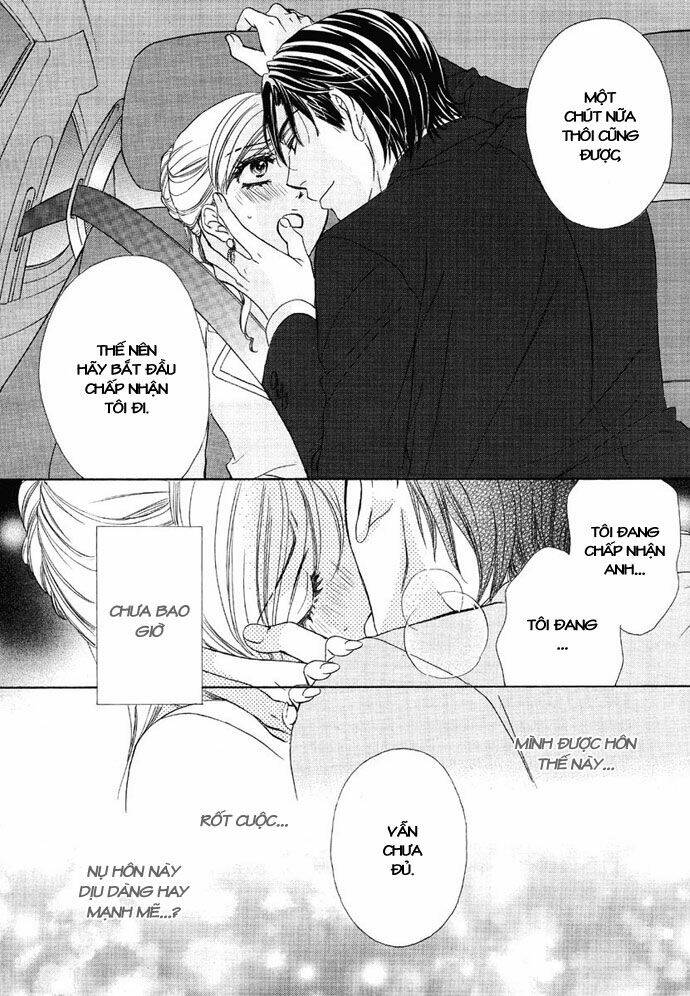 MỘT
CHÚT NỮA
THÔI CŨNG
ĐƯỢC,
THẾ NÊN
HÃY BẮT ĐẦU
CHẤP NHẬN
TÔI ĐI.
TÔI ĐANG
CHẤP NHẬN
ANH...
TÔI ĐANG
...
CHƯA BAO
GIỜ
MÌNH ĐƯỢC HÔN
THẾ NÀY...
VẪN
CHƯA
ĐỦ.
RỐT CUỘC...
NỤ HÔN NÀY
DỊU DÀNG HAY
MẠNH MẼ...?